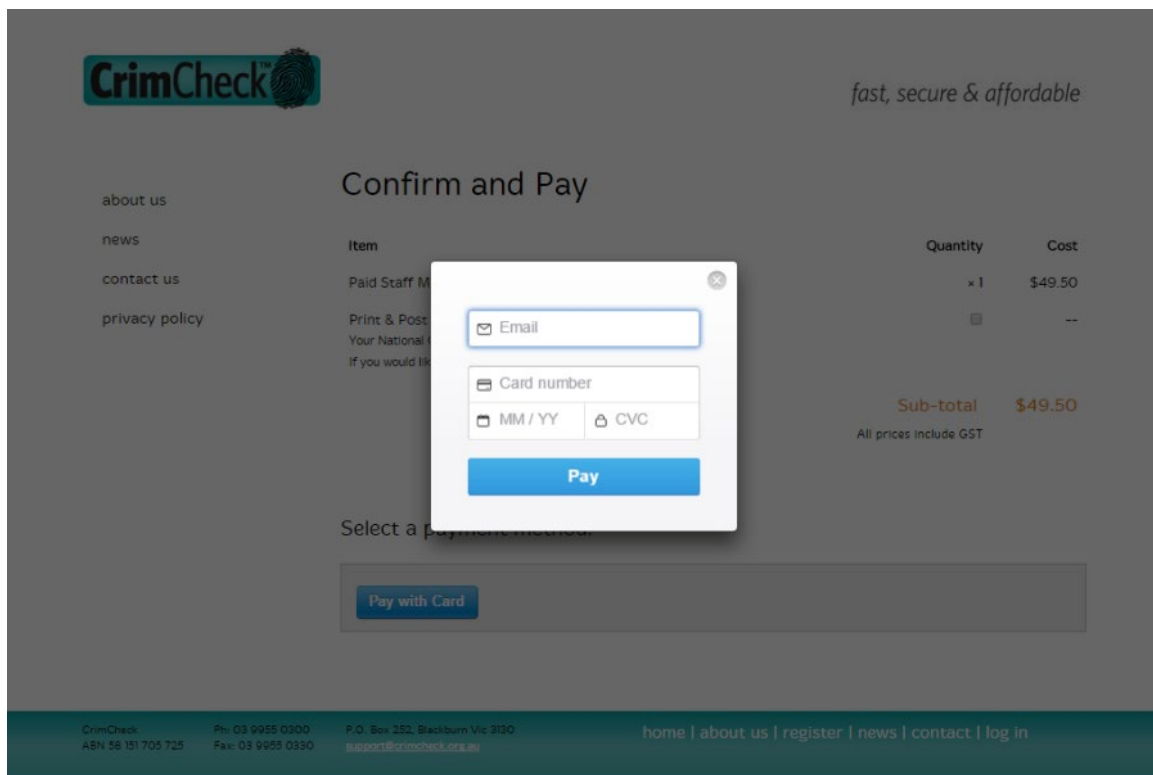 CrimCheck™
fast, secure & affordable
about us
news
contact us
privacy policy
Confirm and Pay
Item Quantity Cost
Paid Staff M × 1 $49.50
Print & Post --
Your National
If you would lik
Sub-total $49.50
All prices include GST
Email
Card number
MM / YY CVC
Pay
Select a payment method.
Pay with Card
CrimCheck Ph: 03 9955 0300 P.O. Box 252, Blackburn Vic 3130
ABN 58 151 705 725 Fax: 03 9955 0330 support@crimcheck.org.au
home | about us | register | news | contact | log in